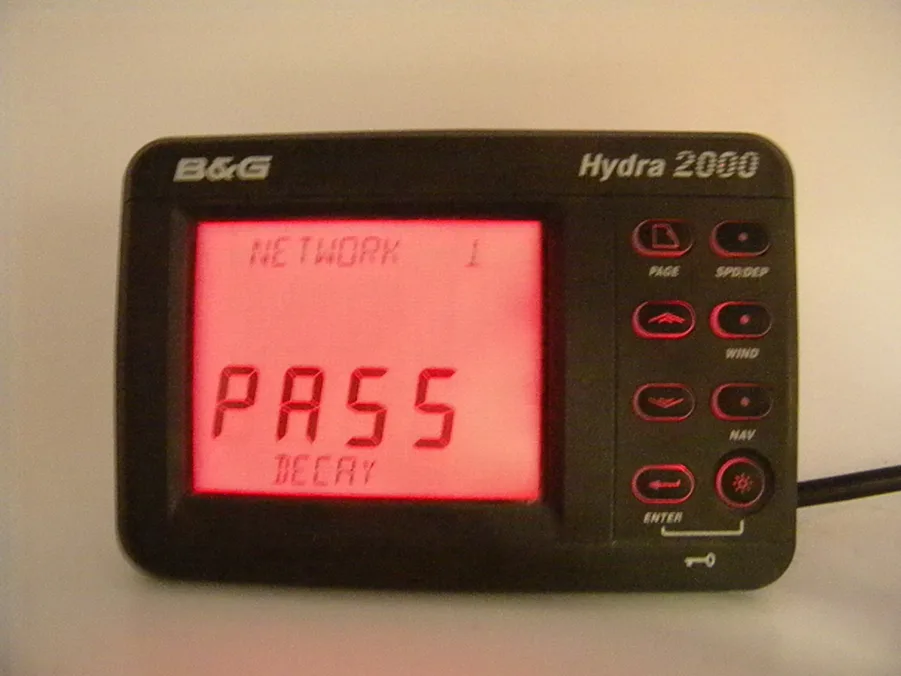 B&G
Hydra 2000
NETWORK 1
PASS
DECAY
PAGE
SPD/DEP
WIND
NAV
ENTER